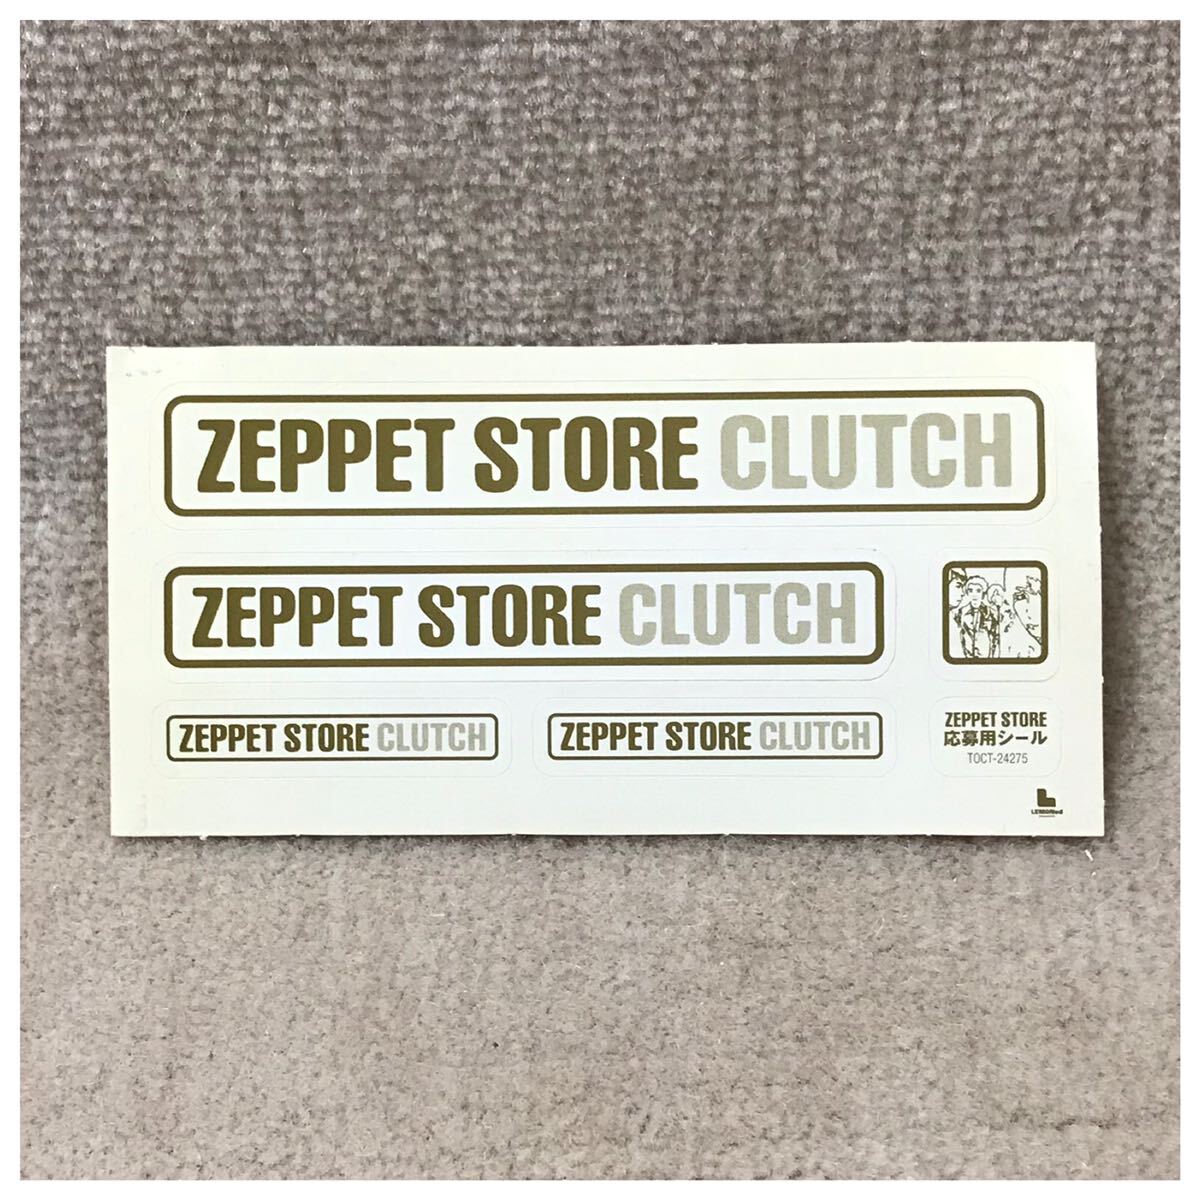 ZEPPET STORE CLUTCH
ZEPPET STORE CLUTCH
ZEPPET STORE CLUTCH
ZEPPET STORE CLUTCH
ZEPPET STORE
応募用シール
TOCT-24275
LEMONed